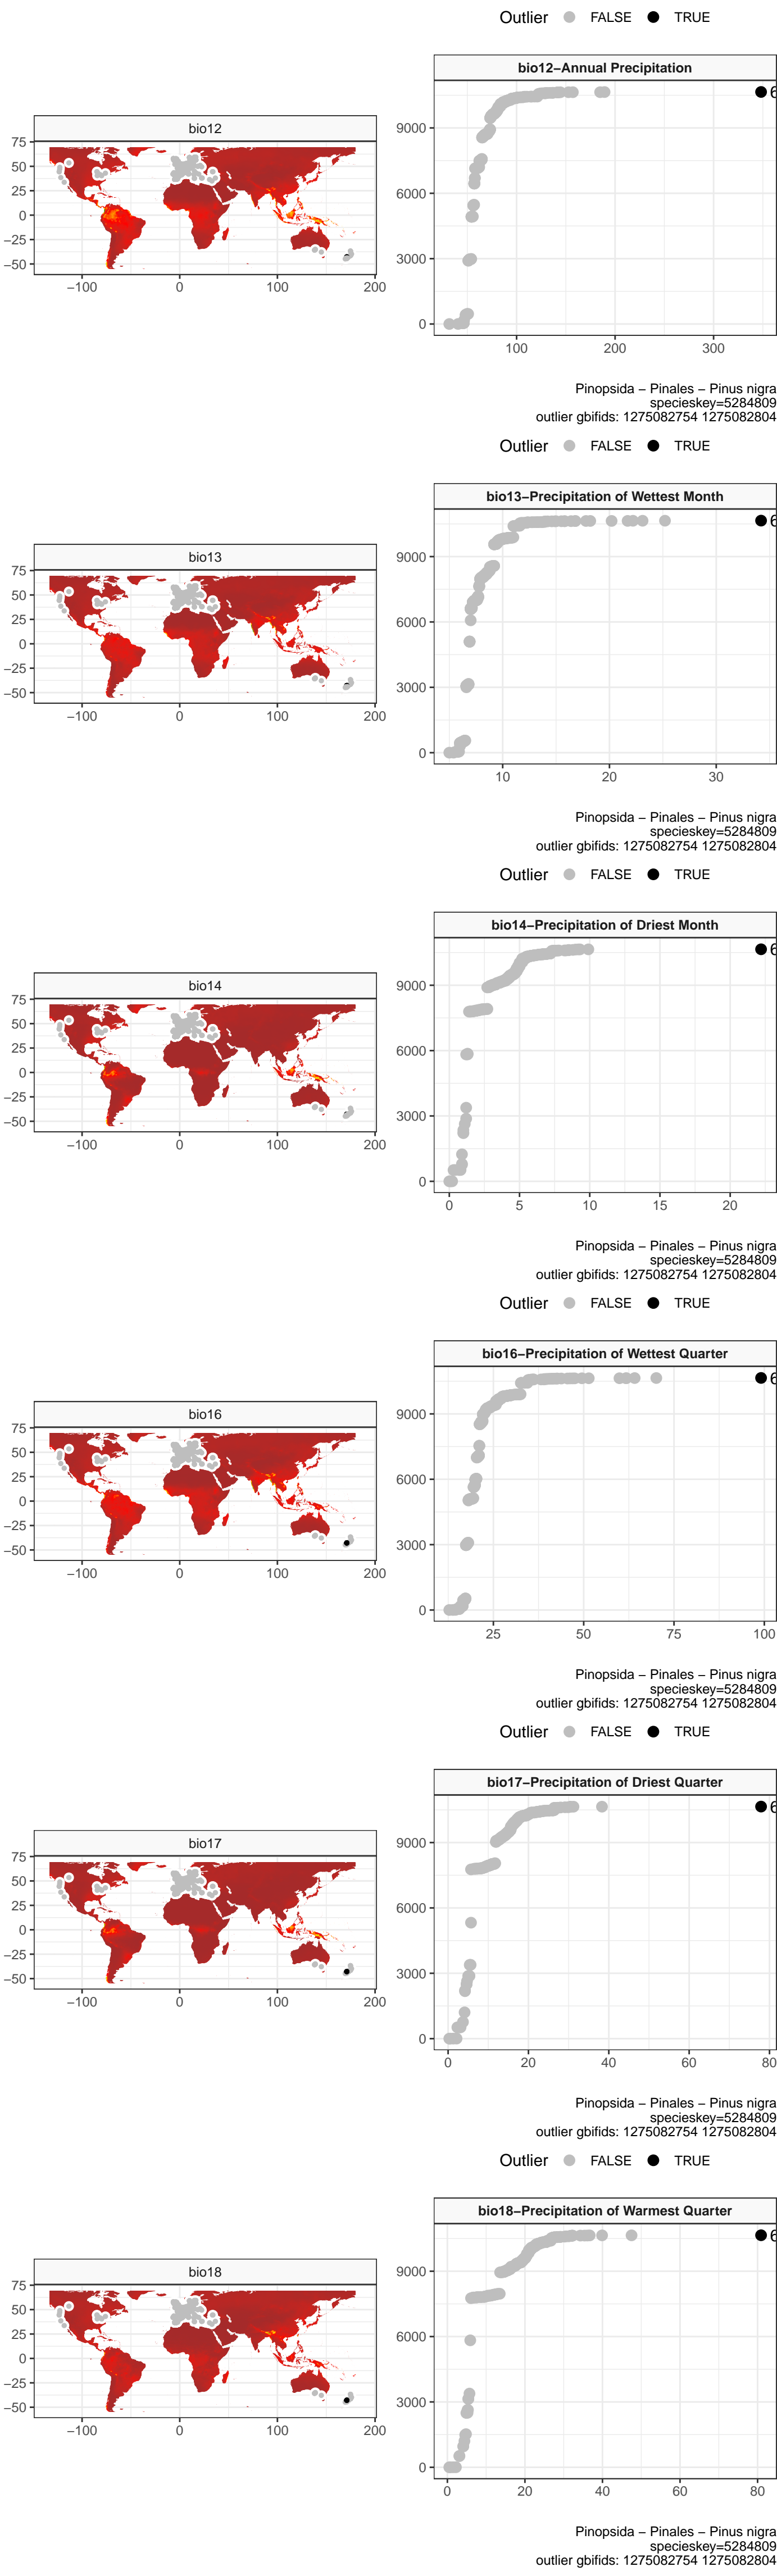 Outlier FALSE TRUE
bio12–Annual Precipitation
bio12
75
50
25
0
−25
−50
−100 0 100 200
9000
6000
3000
0
100 200 300
6
Pinopsida – Pinales – Pinus nigra
specieskey=5284809
outlier gbifids: 1275082754 1275082804
Outlier FALSE TRUE
bio13–Precipitation of Wettest Month
bio13
75
50
25
0
−25
−50
−100 0 100 200
9000
6000
3000
0
10 20 30
6
Pinopsida – Pinales – Pinus nigra
specieskey=5284809
outlier gbifids: 1275082754 1275082804
Outlier FALSE TRUE
bio14–Precipitation of Driest Month
bio14
75
50
25
0
−25
−50
−100 0 100 200
9000
6000
3000
0
0 5 10 15 20
6
Pinopsida – Pinales – Pinus nigra
specieskey=5284809
outlier gbifids: 1275082754 1275082804
Outlier FALSE TRUE
bio16–Precipitation of Wettest Quarter
bio16
75
50
25
0
−25
−50
−100 0 100 200
9000
6000
3000
0
25 50 75 100
6
Pinopsida – Pinales – Pinus nigra
specieskey=5284809
outlier gbifids: 1275082754 1275082804
Outlier FALSE TRUE
bio17–Precipitation of Driest Quarter
bio17
75
50
25
0
−25
−50
−100 0 100 200
9000
6000
3000
0
0 20 40 60 80
6
Pinopsida – Pinales – Pinus nigra
specieskey=5284809
outlier gbifids: 1275082754 1275082804
Outlier FALSE TRUE
bio18–Precipitation of Warmest Quarter
bio18
75
50
25
0
−25
−50
−100 0 100 200
9000
6000
3000
0
0 20 40 60 80
6
Pinopsida – Pinales – Pinus nigra
specieskey=5284809
outlier gbifids: 1275082754 1275082804